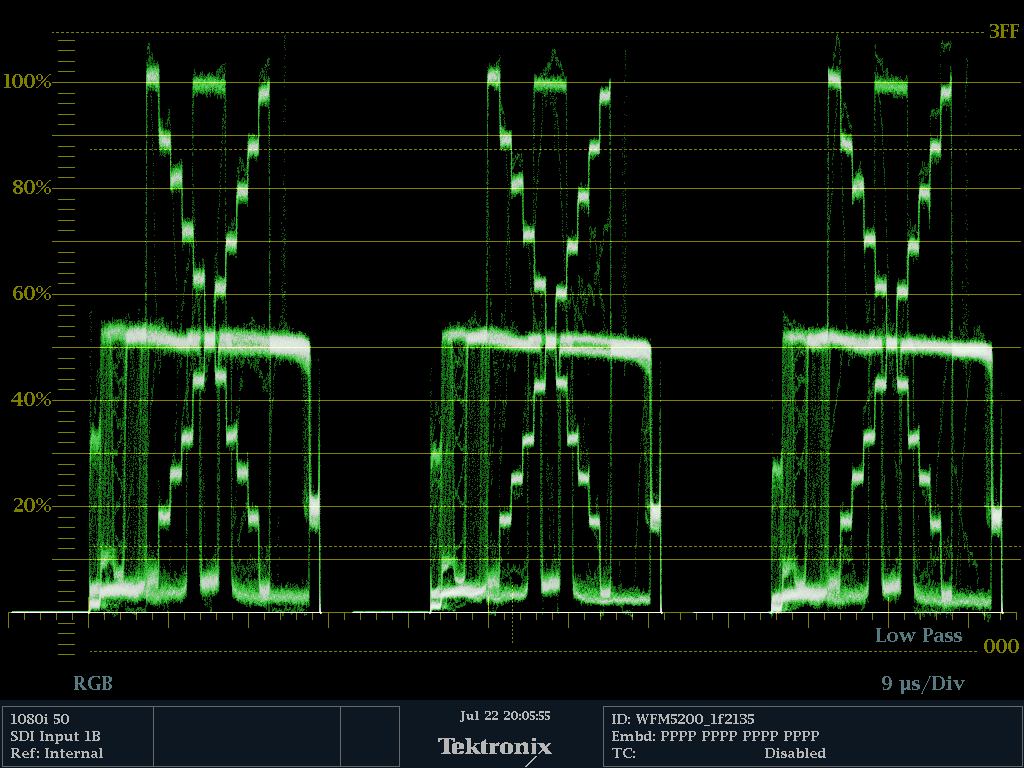 3FF
100%
80%
60%
40%
20%
Low Pass
000
RGB
9 µs/Div
1080i 50
SDI Input 1B
Ref: Internal
Jul 22 20:05:55
Tektronix
ID: WFM5200_1f2135
Embd: PPPP PPPP PPPP PPPP
TC: Disabled